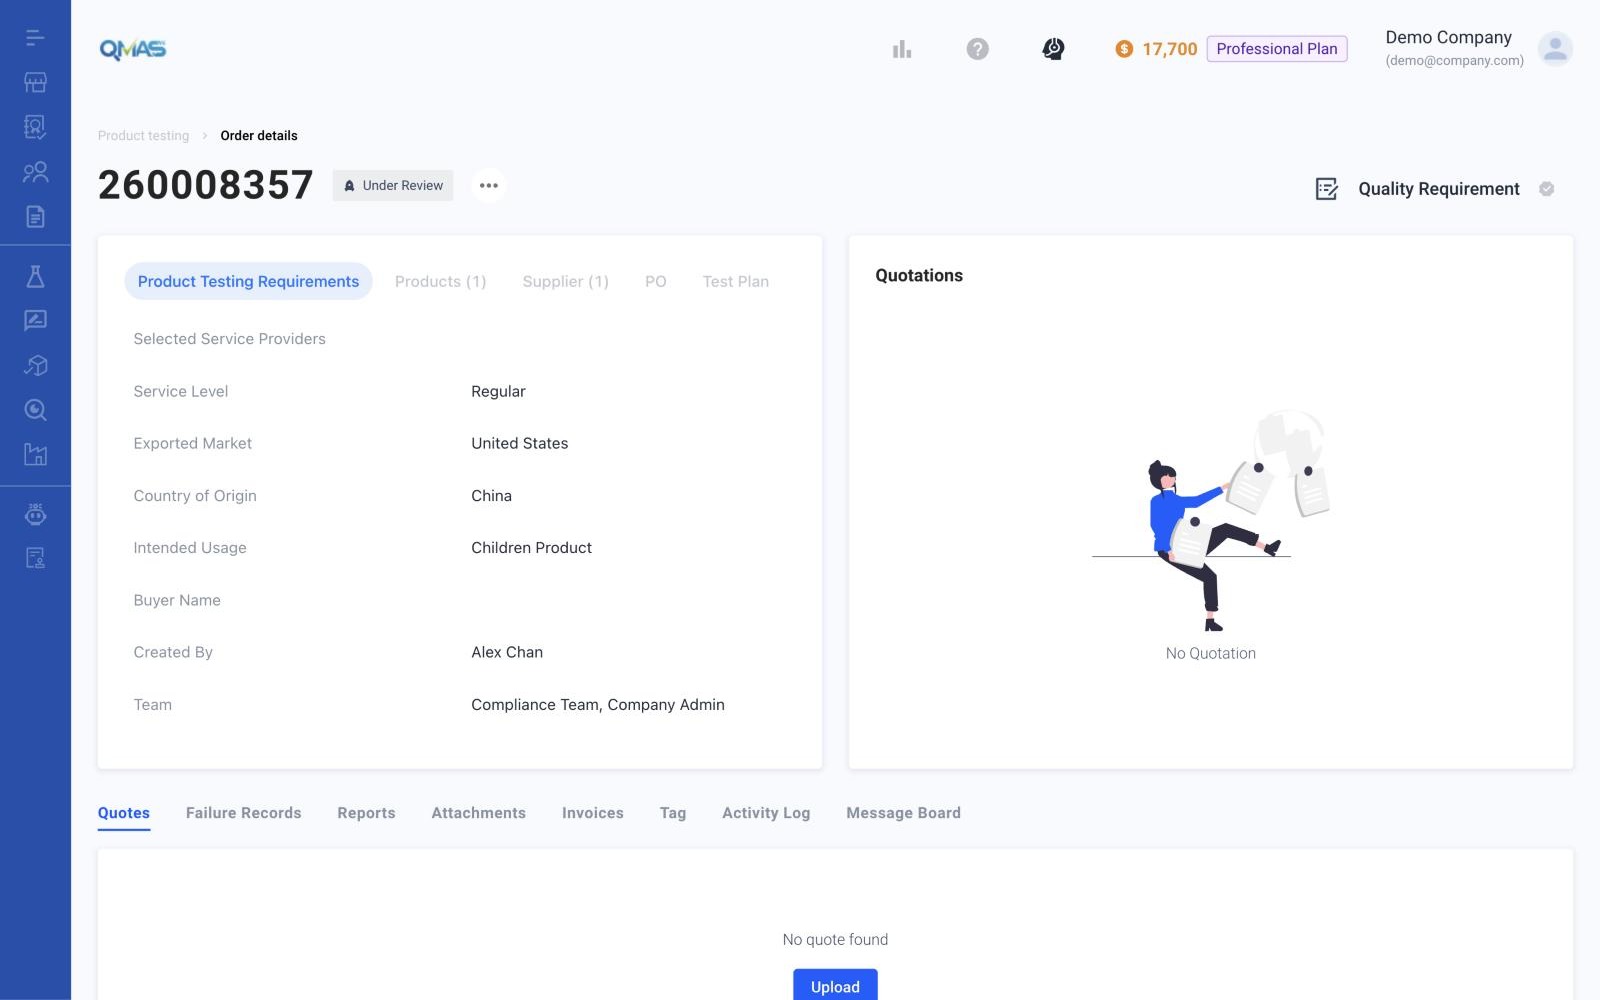 QMAS
17,700
Professional Plan
Demo Company
(demo@company.com)
Product testing
Order details
260008357
Under Review
Quality Requirement
Product Testing Requirements
Products (1)
Supplier (1)
PO
Test Plan
Selected Service Providers
Service Level
Regular
Exported Market
United States
Country of Origin
China
Intended Usage
Children Product
Buyer Name
Created By
Alex Chan
Team
Compliance Team, Company Admin
Quotations
No Quotation
Quotes
Failure Records
Reports
Attachments
Invoices
Tag
Activity Log
Message Board
No quote found
Upload